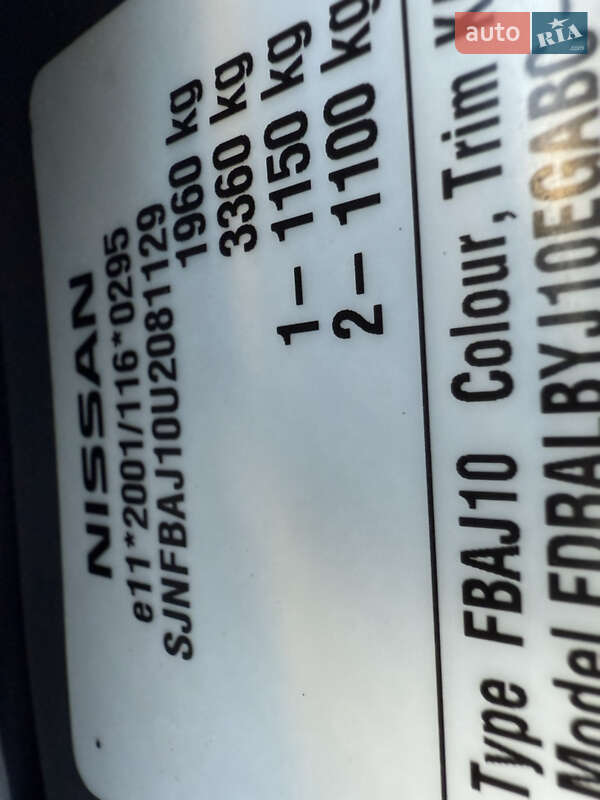 NISSAN
e11*2001/116*0295
SJNFBAJ10U2081129
1960 kg
3360 kg
1– 1150 kg
2– 1100 kg
Type FBAJ10 Colour, Trim
Model
auto RIA .com